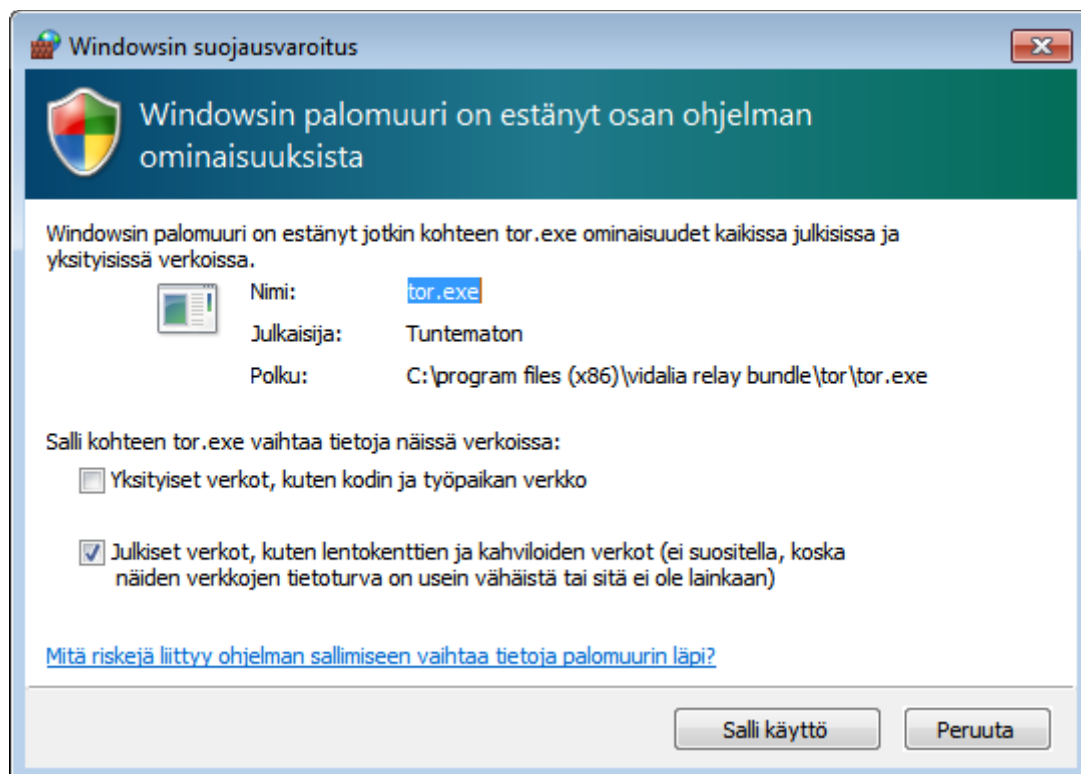 Windowsin suojausvaroitus
Windowsin palomuuri on estänyt osan ohjelman
ominaisuuksista
Windowsin palomuuri on estänyt jotkin kohteen tor.exe ominaisuudet kaikissa julkisissa ja
yksityisissä verkoissa.
Nimi: tor.exe
Julkaisija: Tuntematon
Polku: C:\program files (x86)\vidalia relay bundle\tor\tor.exe
Salli kohteen tor.exe vaihtaa tietoja näissä verkoissa:
Yksityiset verkot, kuten kodin ja työpaikan verkko
Julkiset verkot, kuten lentokenttien ja kahviloiden verkot (ei suositella, koska
näiden verkkojen tietoturva on usein vähäistä tai sitä ei ole lainkaan)
Mitä riskejä liittyy ohjelman sallimiseen vaihtaa tietoja palomuurin läpi?
Salli käyttö Peruuta